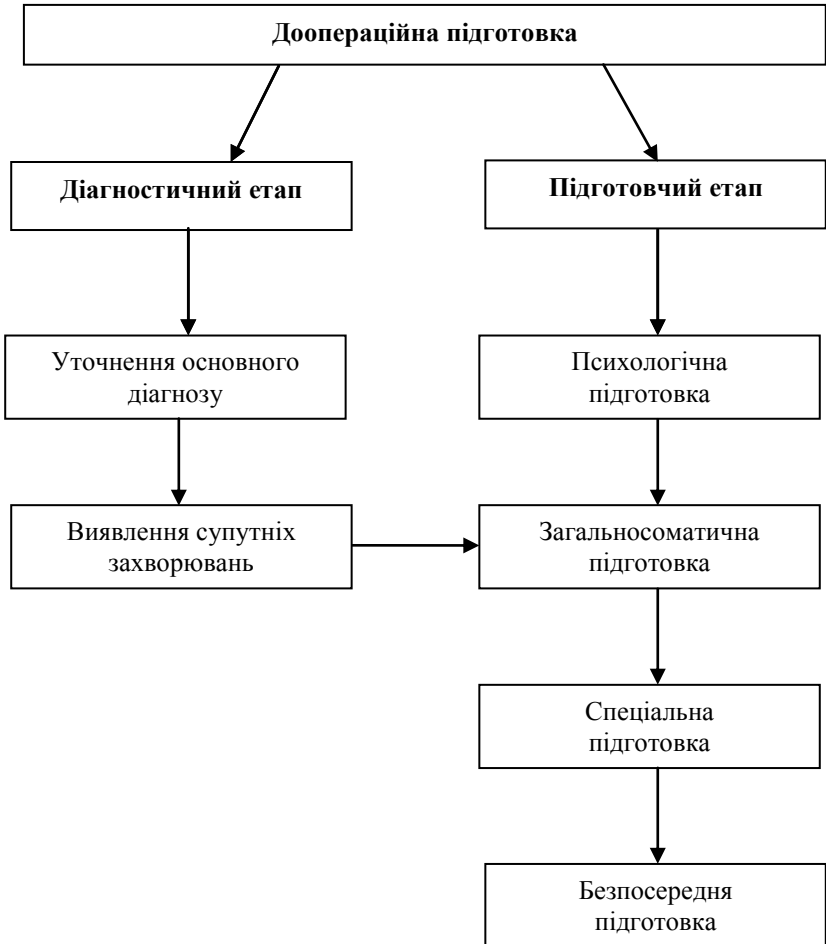 Доопераційна підготовка
Діагностичний етап
Підготовчий етап
Уточнення основного
діагнозу
Психологічна
підготовка
Виявлення супутніх
захворювань
Загальносоматична
підготовка
Спеціальна
підготовка
Безпосередня
підготовка